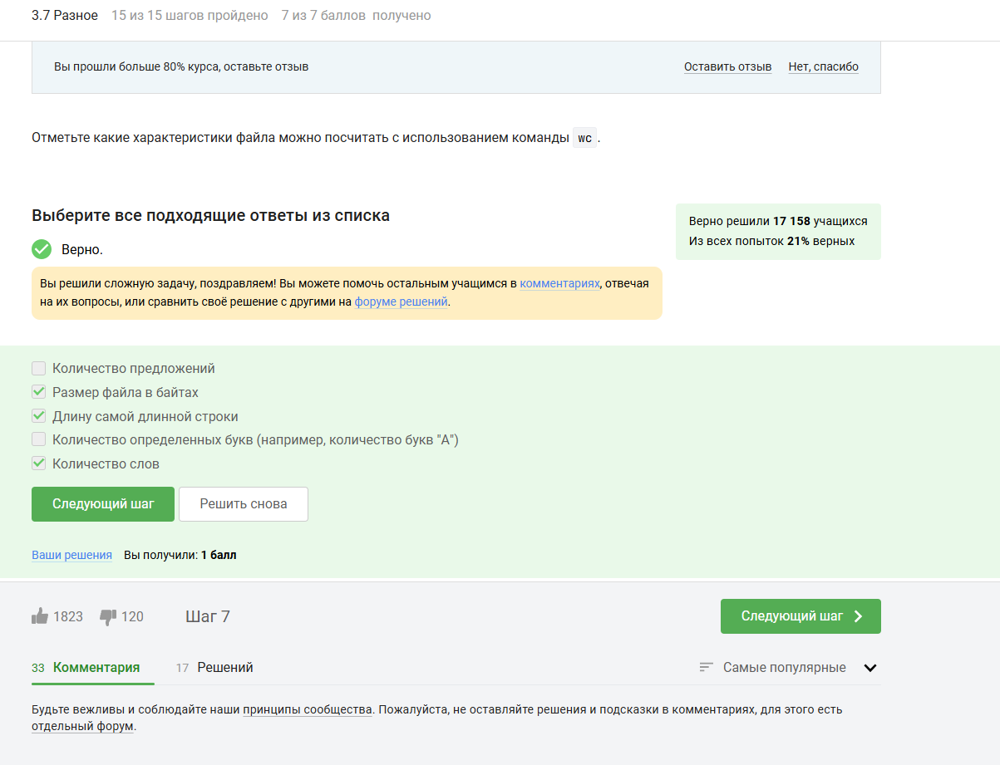 3.7 Разное 15 из 15 шагов пройдено 7 из 7 баллов получено
Вы прошли больше 80% курса, оставьте отзыв Оставить отзыв Нет, спасибо
Отметьте какие характеристики файла можно посчитать с использованием команды wc.
Выберите все подходящие ответы из списка
Верно решили 17 158 учащихся
Из всех попыток 21% верных
Верно.
Вы решили сложную задачу, поздравляем! Вы можете помочь остальным учащимся в комментариях, отвечая
на их вопросы, или сравнить своё решение с другими на форуме решений.
Количество предложений
Размер файла в байтах
Длину самой длинной строки
Количество определенных букв (например, количество букв "А")
Количество слов
Следующий шаг Решить снова
Ваши решения Вы получили: 1 балл
1823 120 Шаг 7 Следующий шаг
33 Комментария 17 Решений Самые популярные
Будьте вежливы и соблюдайте наши принципы сообщества. Пожалуйста, не оставляйте решения и подсказки в комментариях, для этого есть
отдельный форум.